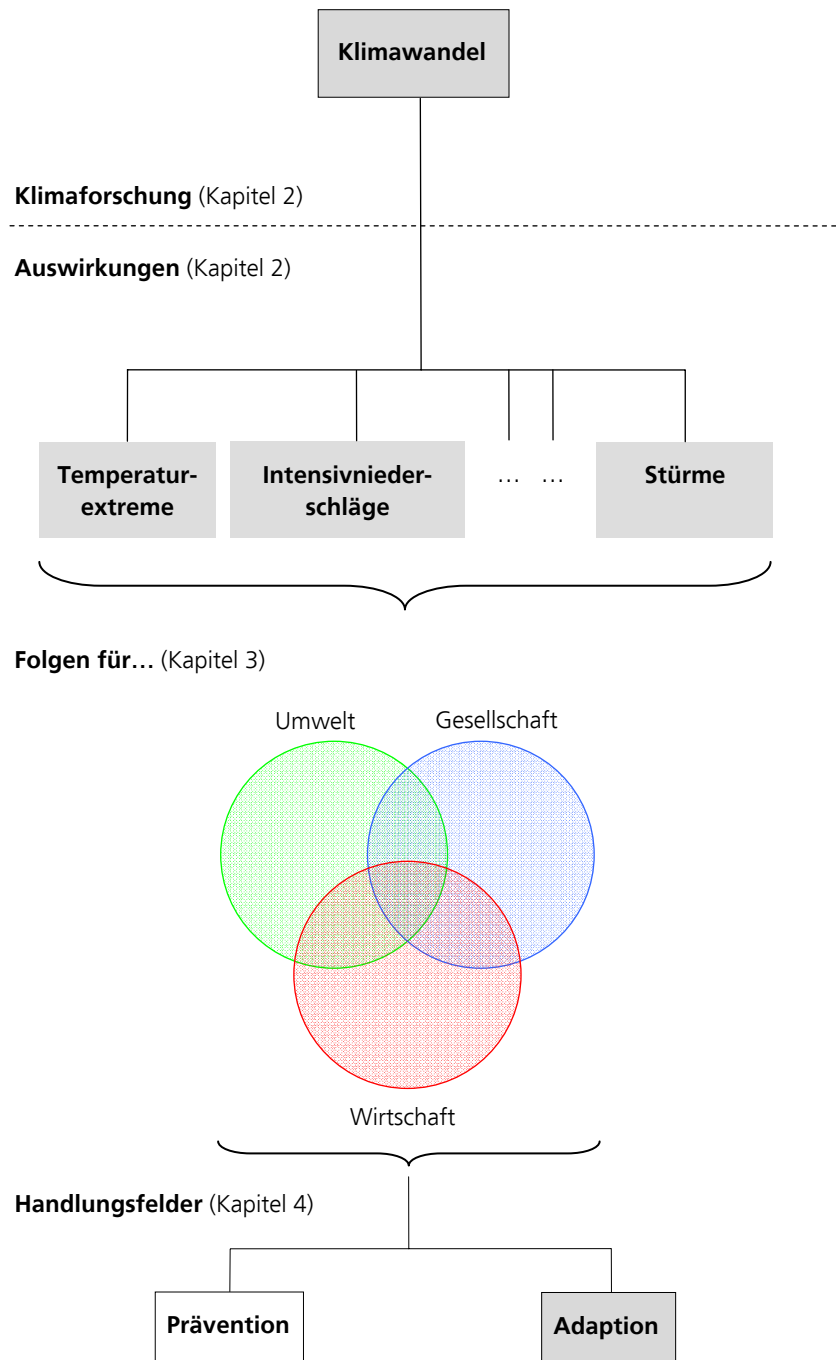 Klimawandel
Klimaforschung (Kapitel 2)
Auswirkungen (Kapitel 2)
Temperatur-
extreme
Intensivnieder-
schläge
… …
Stürme
Folgen für… (Kapitel 3)
Umwelt
Gesellschaft
Wirtschaft
Handlungsfelder (Kapitel 4)
Prävention
Adaption